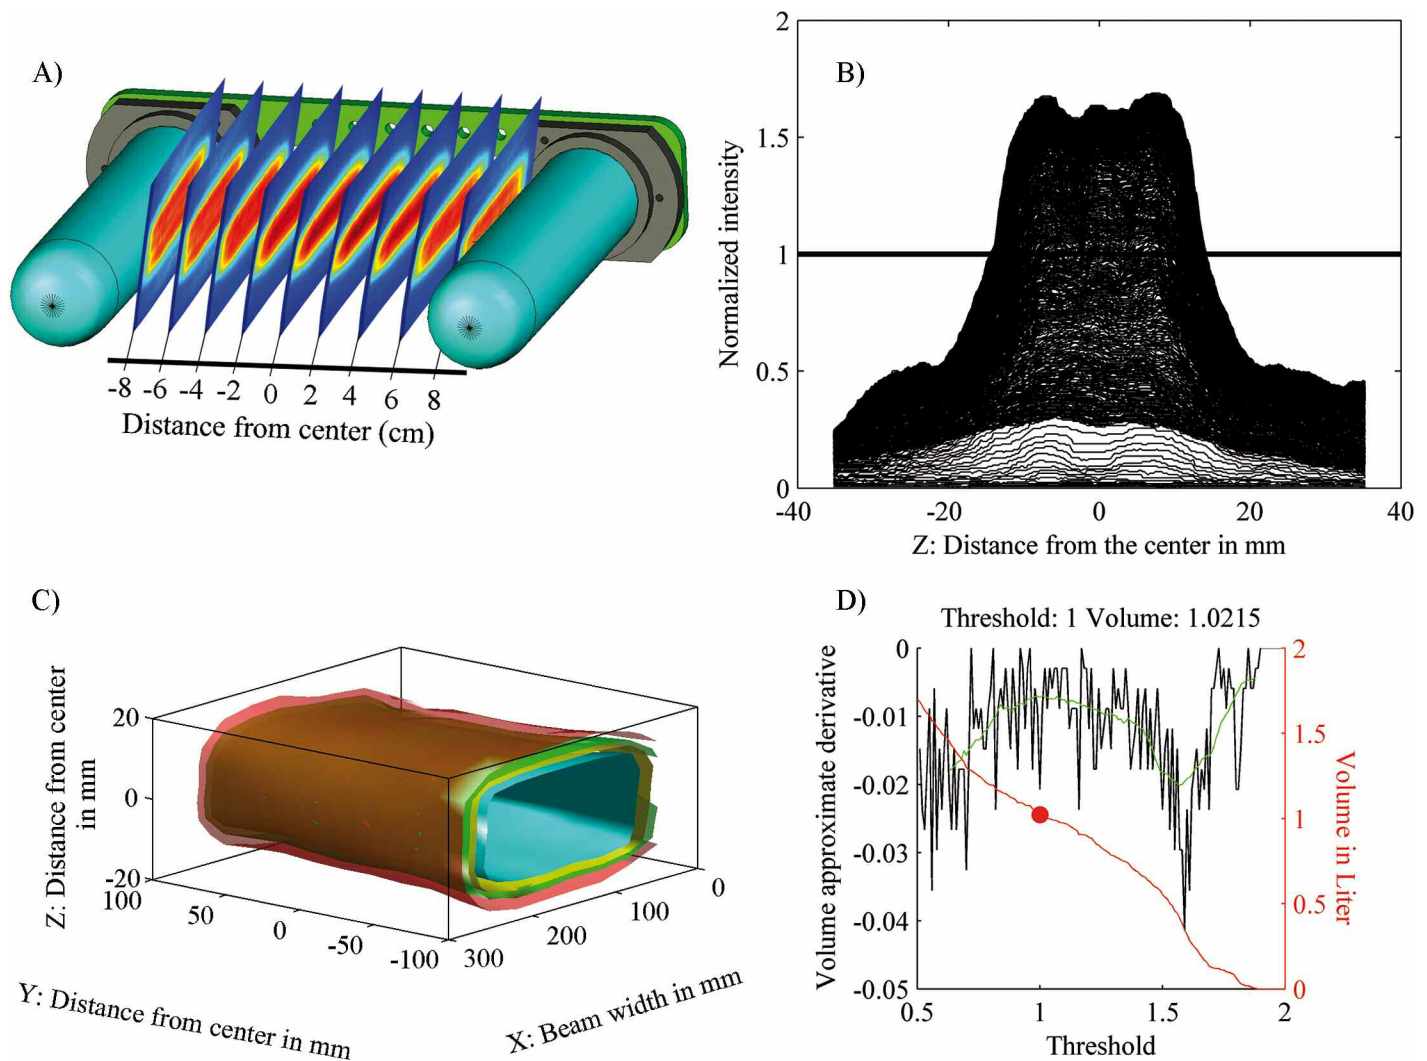 A)
-8 -6 -4 -2 0 2 4 6 8
Distance from center (cm)
B)
2
1.5
1
0.5
0
Normalized intensity
-40 -20 0 20 40
Z: Distance from the center in mm
C)
Z: Distance from center
in mm
20
0
-20
100 50 0 -50 -100
300 200 100 0
Y: Distance from center in mm
X: Beam width in mm
D)
Threshold: 1 Volume: 1.0215
0
-0.01
-0.02
-0.03
-0.04
-0.05
Volume approximate derivative
2
1.5
1
0.5
0
Volume in Liter
0.5 1 1.5 2
Threshold